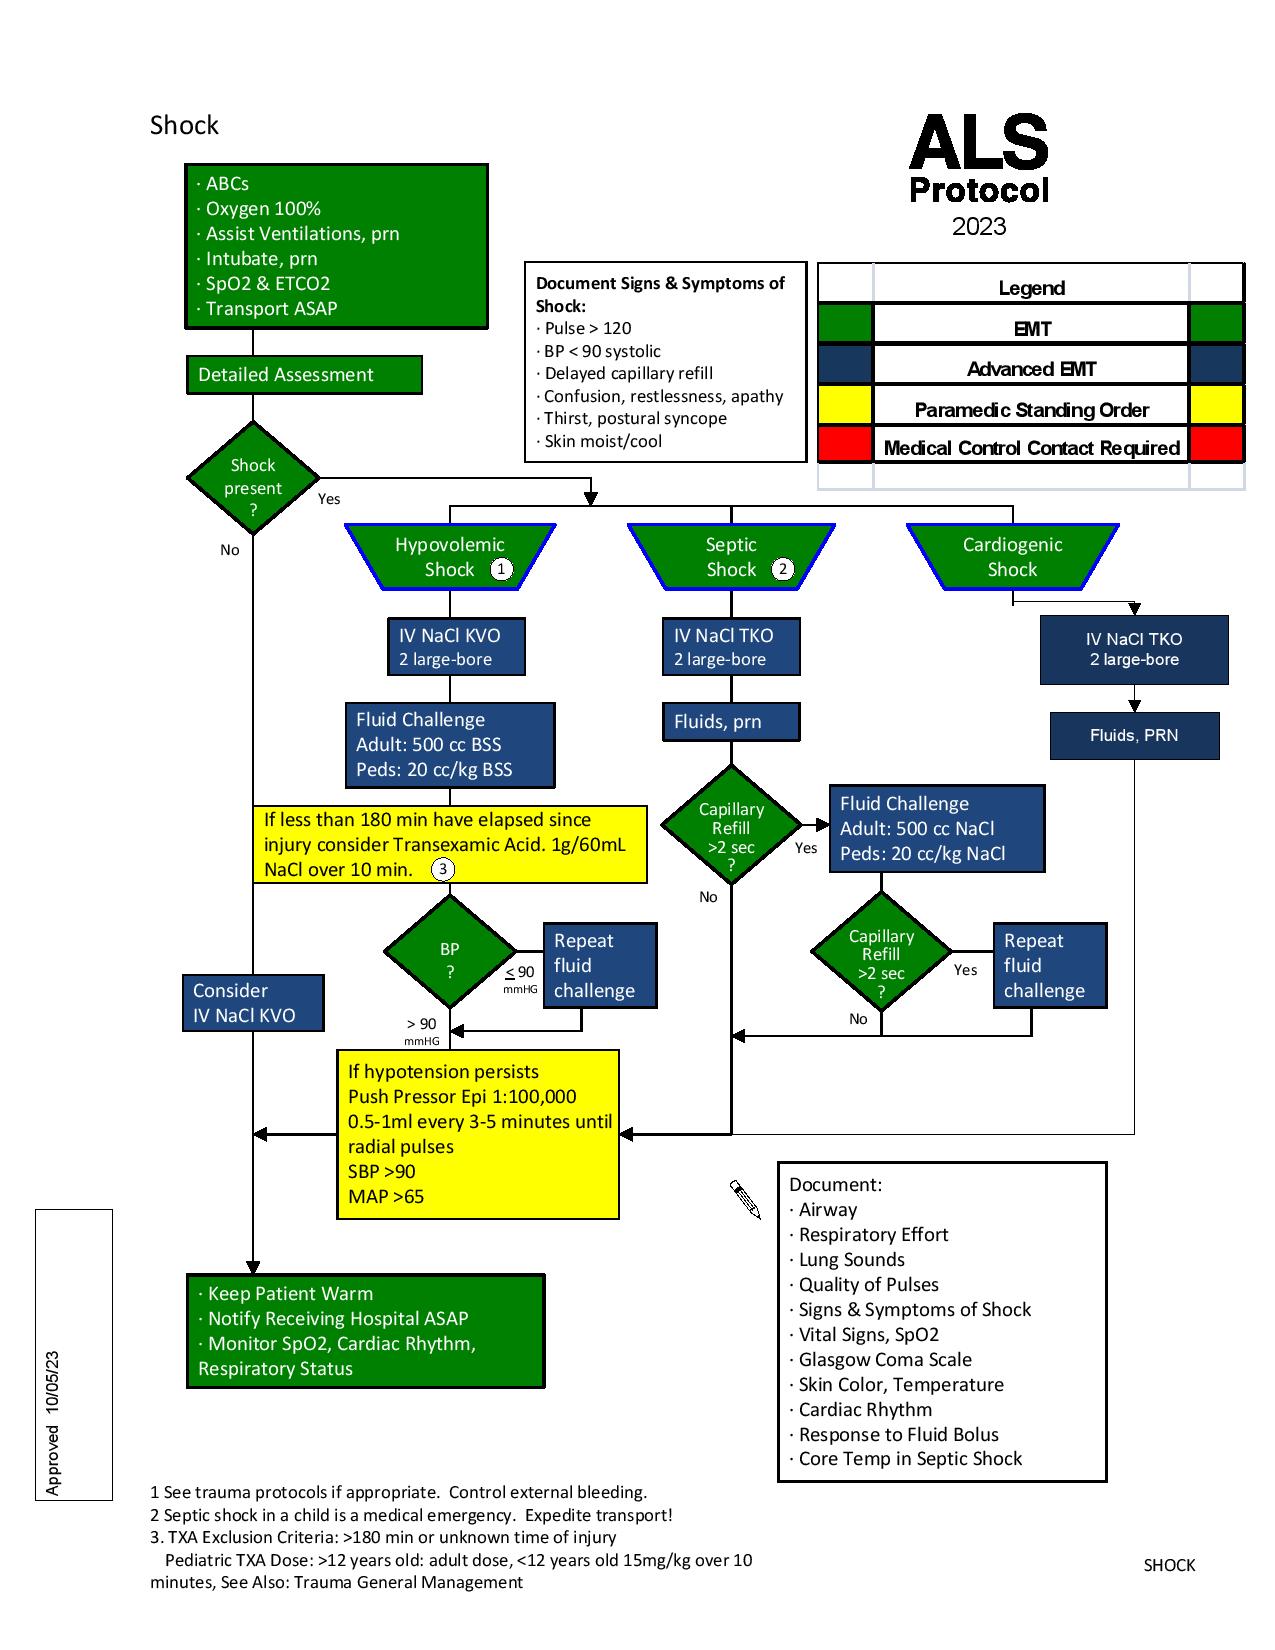 Shock
ALS
Protocol
2023
· ABCs
· Oxygen 100%
· Assist Ventilations, prn
· Intubate, prn
· SpO2 & ETCO2
· Transport ASAP
Detailed Assessment
Document Signs & Symptoms of
Shock:
· Pulse > 120
· BP < 90 systolic
· Delayed capillary refill
· Confusion, restlessness, apathy
· Thirst, postural syncope
· Skin moist/cool
Legend
EMT
Advanced EMT
Paramedic Standing Order
Medical Control Contact Required
Shock
present
?
Yes
No
Hypovolemic
Shock 1
Septic
Shock 2
Cardiogenic
Shock
IV NaCl KVO
2 large-bore
IV NaCl TKO
2 large-bore
IV NaCl TKO
2 large-bore
Fluid Challenge
Adult: 500 cc BSS
Peds: 20 cc/kg BSS
Fluids, prn
Fluids, PRN
If less than 180 min have elapsed since
injury consider Transexamic Acid. 1g/60mL
NaCl over 10 min. 3
Capillary
Refill
>2 sec
?
Yes
No
Fluid Challenge
Adult: 500 cc NaCl
Peds: 20 cc/kg NaCl
BP
?
< 90
mmHG
> 90
mmHG
Repeat
fluid
challenge
Capillary
Refill
>2 sec
?
Yes
No
Repeat
fluid
challenge
Consider
IV NaCl KVO
If hypotension persists
Push Pressor Epi 1:100,000
0.5-1ml every 3-5 minutes until
radial pulses
SBP >90
MAP >65
Document:
· Airway
· Respiratory Effort
· Lung Sounds
· Quality of Pulses
· Signs & Symptoms of Shock
· Vital Signs, SpO2
· Glasgow Coma Scale
· Skin Color, Temperature
· Cardiac Rhythm
· Response to Fluid Bolus
· Core Temp in Septic Shock
· Keep Patient Warm
· Notify Receiving Hospital ASAP
· Monitor SpO2, Cardiac Rhythm,
Respiratory Status
Approved 10/05/23
1 See trauma protocols if appropriate. Control external bleeding.
2 Septic shock in a child is a medical emergency. Expedite transport!
3. TXA Exclusion Criteria: >180 min or unknown time of injury
Pediatric TXA Dose: >12 years old: adult dose, <12 years old 15mg/kg over 10
minutes, See Also: Trauma General Management
SHOCK